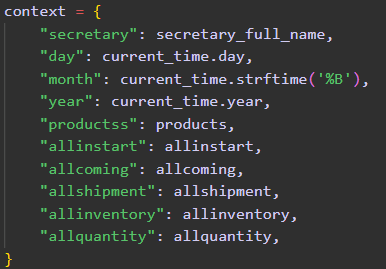 context = {
    "secretary": secretary_full_name,
    "day": current_time.day,
    "month": current_time.strftime('%B'),
    "year": current_time.year,
    "productss": products,
    "allinstart": allinstart,
    "allcoming": allcoming,
    "allshipment": allshipment,
    "allinventory": allinventory,
    "allquantity": allquantity,
}